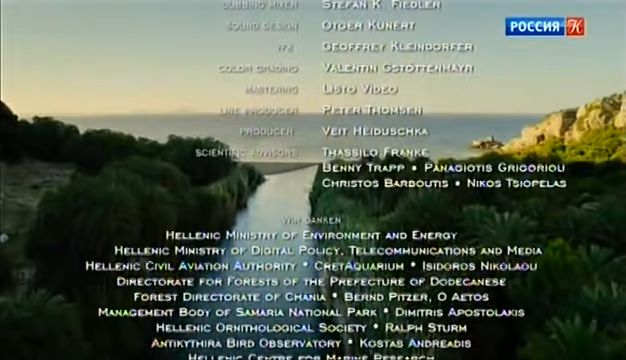 DUBBING MIXER STEFAN K. FIEDLER
SOUND DESIGN OTGER KUNERT
VFX GEOFFREY KLEINDORFER
COLOR GRADING VALENTIN GSTÖTTENMAYR
MASTERING LISTO VIDEO
LINE PRODUCER PETER THOMSEN
PRODUCER VEIT HEIDUSCHKA
SCIENTIFIC ADVISORS THASSILO FRANKE
BENNY TRAPP • PANAGIOTIS GRIGORIOU
CHRISTOS BARBOUTIS • NIKOS TSIOPELAS
WIR DANKEN
HELLENIC MINISTRY OF ENVIRONMENT AND ENERGY
HELLENIC MINISTRY OF DIGITAL POLICY, TELECOMMUNICATIONS AND MEDIA
HELLENIC CIVIL AVIATION AUTHORITY • CRETAQUARIUM • ISIDOROS NIKOLAOU
DIRECTORATE FOR FORESTS OF THE PREFECTURE OF DODECANESE
FOREST DIRECTORATE OF CHANIA • BERND PITZER, O AETOS
MANAGEMENT BODY OF SAMARIA NATIONAL PARK • DIMITRIS APOSTOLAKIS
HELLENIC ORNITHOLOGICAL SOCIETY • RALPH STURM
ANTIKYTHIRA BIRD OBSERVATORY • KOSTAS ANDREADIS
HELLENIC CENTRE FOR MARINE RESEARCH
РОССИЯ К